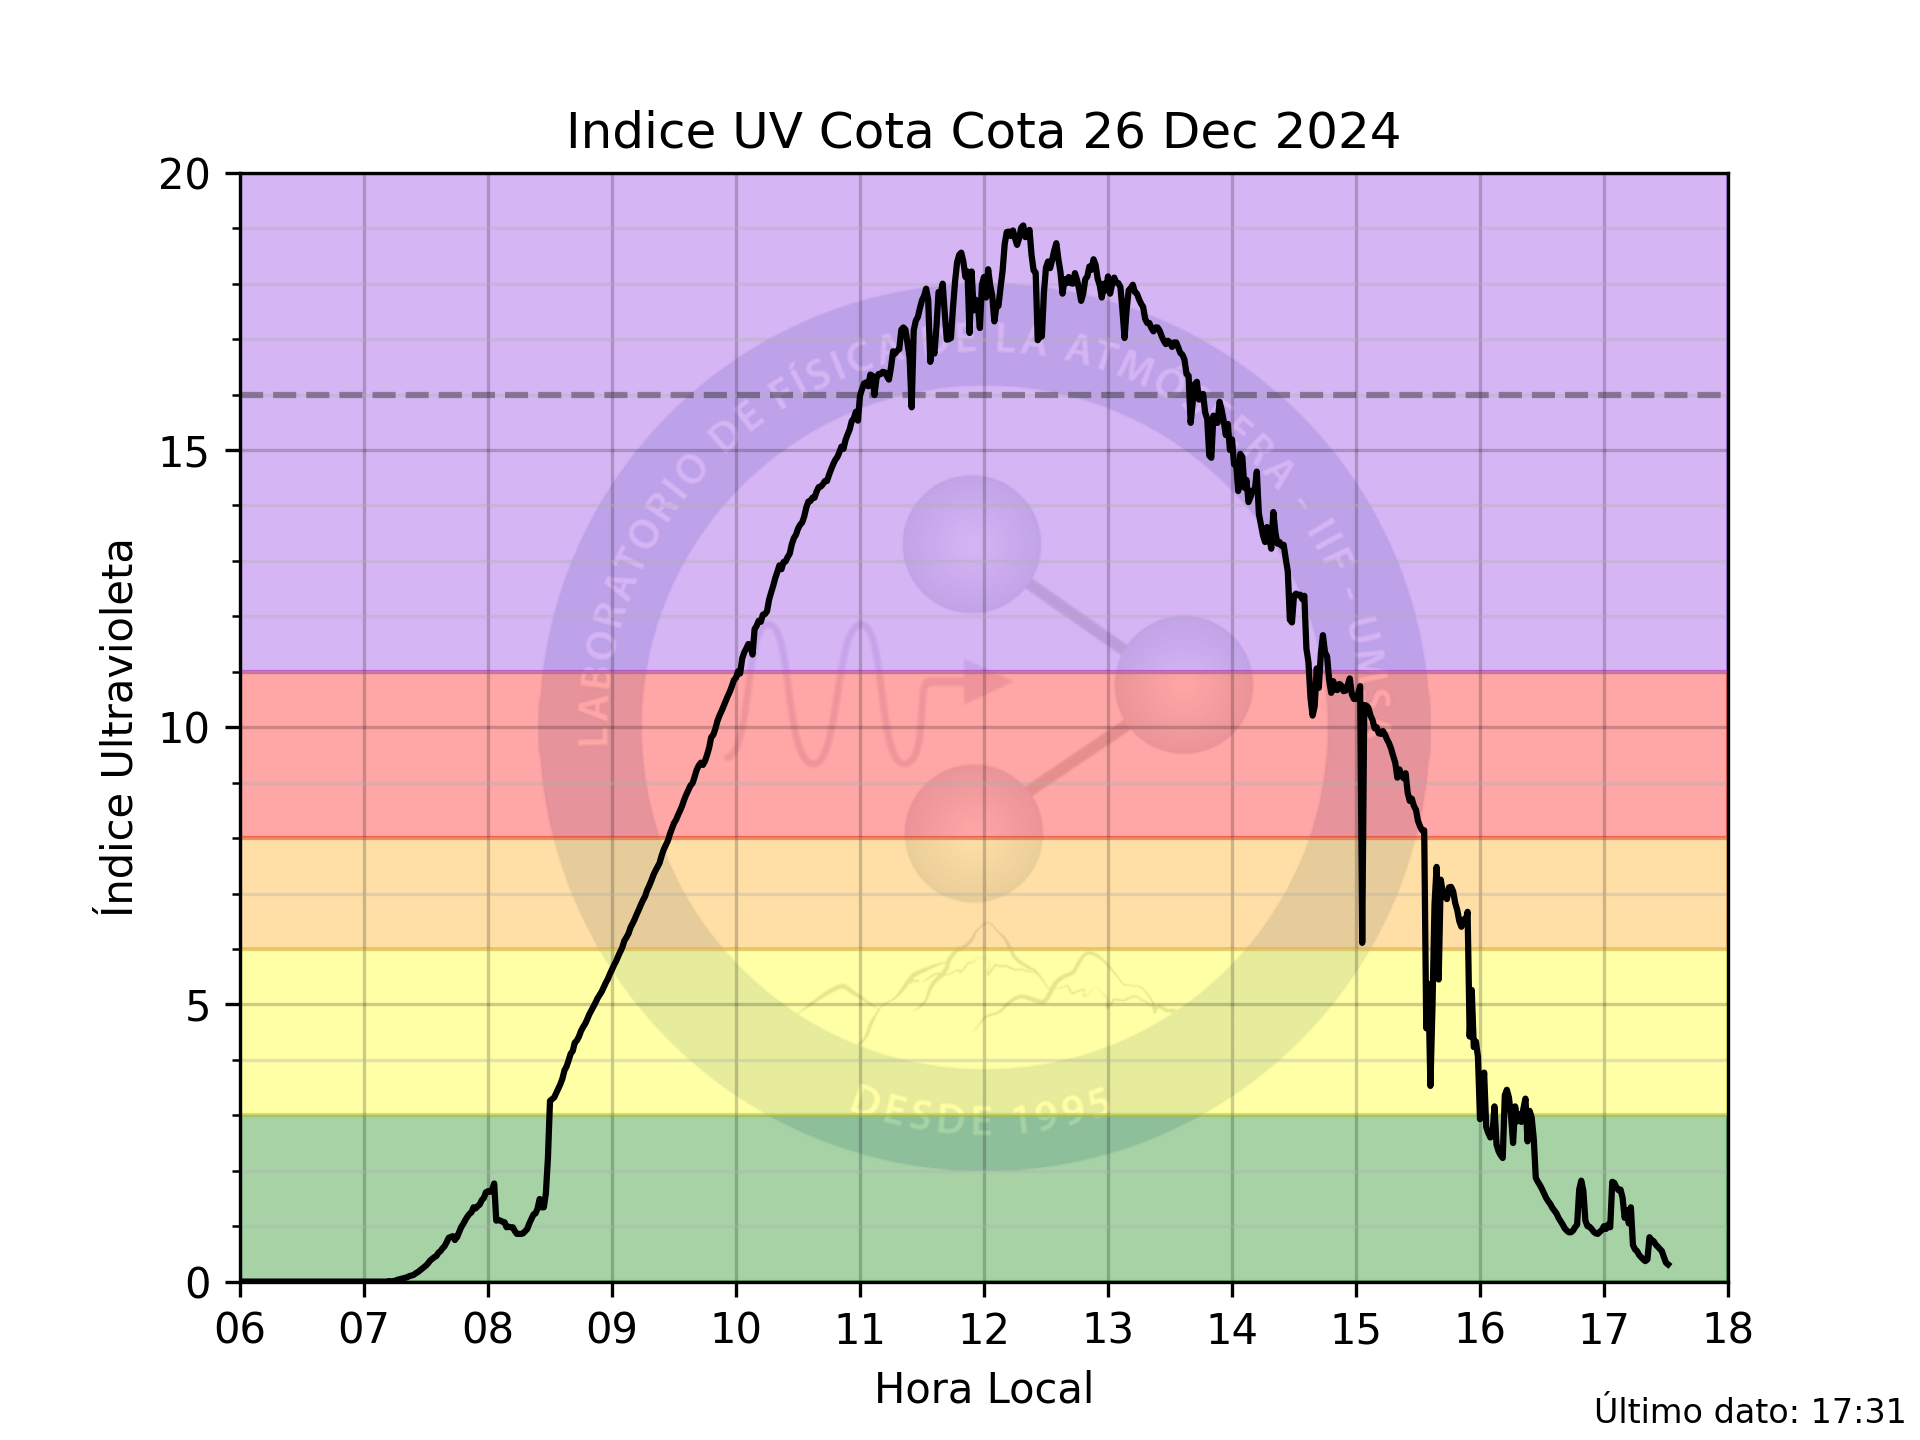 Indice UV Cota Cota 26 Dec 2024
20
15
10
5
0
Índice Ultravioleta
LABORATORIO DE FÍSICA DE LA ATMÓSFERA - IIF - UMSA
DESDE 1995
06 07 08 09 10 11 12 13 14 15 16 17 18
Hora Local
Último dato: 17:31